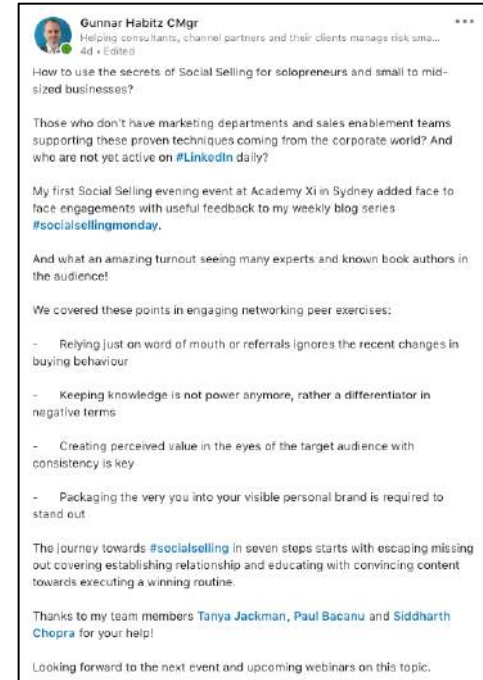 Gunnar Habitz CMgr
Helping consultants, channel partners and their clients manage risk sma...
4d • Edited
How to use the secrets of Social Selling for solopreneurs and small to mid-
sized businesses?
Those who don't have marketing departments and sales enablement teams
supporting these proven techniques coming from the corporate world? And
who are not yet active on #LinkedIn daily?
My first Social Selling evening event at Academy Xi in Sydney added face to
face engagements with useful feedback to my weekly blog series
#socialsellingmonday.
And what an amazing turnout seeing many experts and known book authors in
the audience!
We covered these points in engaging networking peer exercises:
- Relying just on word of mouth or referrals ignores the recent changes in
buying behaviour
- Keeping knowledge is not power anymore, rather a differentiator in
negative terms
- Creating perceived value in the eyes of the target audience with
consistency is key
- Packaging the very you into your visible personal brand is required to
stand out
The journey towards #socialselling in seven steps starts with escaping missing
out covering establishing relationship and educating with convincing content
towards executing a winning routine.
Thanks to my team members Tanya Jackman, Paul Bacanu and Siddharth
Chopra for your help!
Looking forward to the next event and upcoming webinars on this topic.